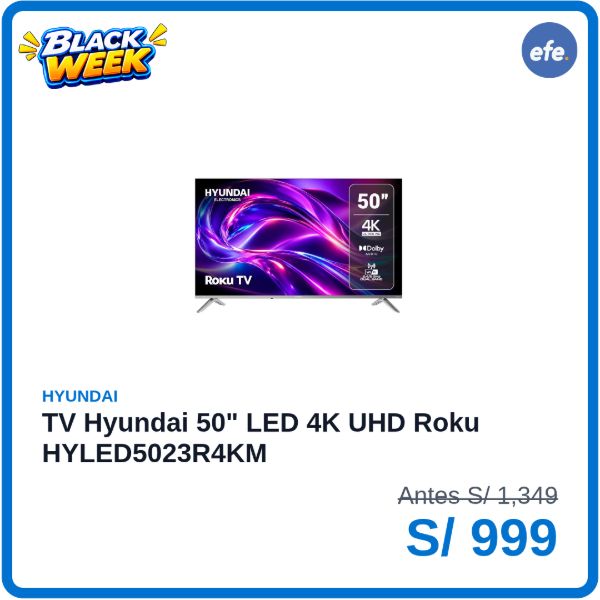 BLACK
WEEK
efe.
HYUNDAI
ELECTRONICS
50"
4K
Dolby
Roku TV
HYUNDAI
TV Hyundai 50" LED 4K UHD Roku
HYLED5023R4KM
Antes S/ 1,349
S/ 999